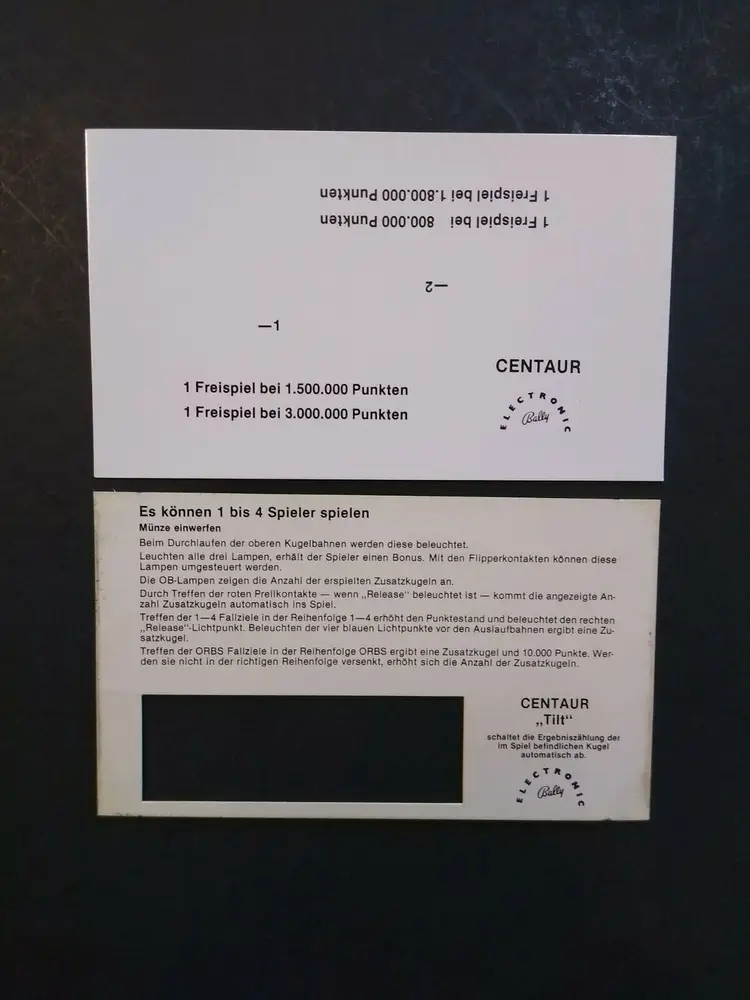 1 Freispiel bei 1.800.000 Punkten
1 Freispiel bei 800.000 Punkten
—2
—1
CENTAUR
1 Freispiel bei 1.500.000 Punkten
1 Freispiel bei 3.000.000 Punkten
ELECTRONIC
Bally
Es können 1 bis 4 Spieler spielen
Münze einwerfen
Beim Durchlaufen der oberen Kugelbahnen werden diese beleuchtet.
Leuchten alle drei Lampen, erhält der Spieler einen Bonus. Mit den Flipperkontakten können diese
Lampen umgesteuert werden.
Die OB-Lampen zeigen die Anzahl der erspielten Zusatzkugeln an.
Durch Treffen der roten Prellkontakte — wenn „Release“ beleuchtet ist — kommt die angezeigte An-
zahl Zusatzkugeln automatisch ins Spiel.
Treffen der 1—4 Fallziele in der Reihenfolge 1—4 erhöht den Punktestand und beleuchtet den rechten
„Release“-Lichtpunkt. Beleuchten der vier blauen Lichtpunkte vor den Auslaufbahnen ergibt eine Zu-
satzkugel.
Treffen der ORBS Fallziele in der Reihenfolge ORBS ergibt eine Zusatzkugel und 10.000 Punkte. Wer-
den sie nicht in der richtigen Reihenfolge versenkt, erhöht sich die Anzahl der Zusatzkugeln.
CENTAUR
„Tilt“
schaltet die Ergebniszählung der
im Spiel befindlichen Kugel
automatisch ab.
ELECTRONIC
Bally